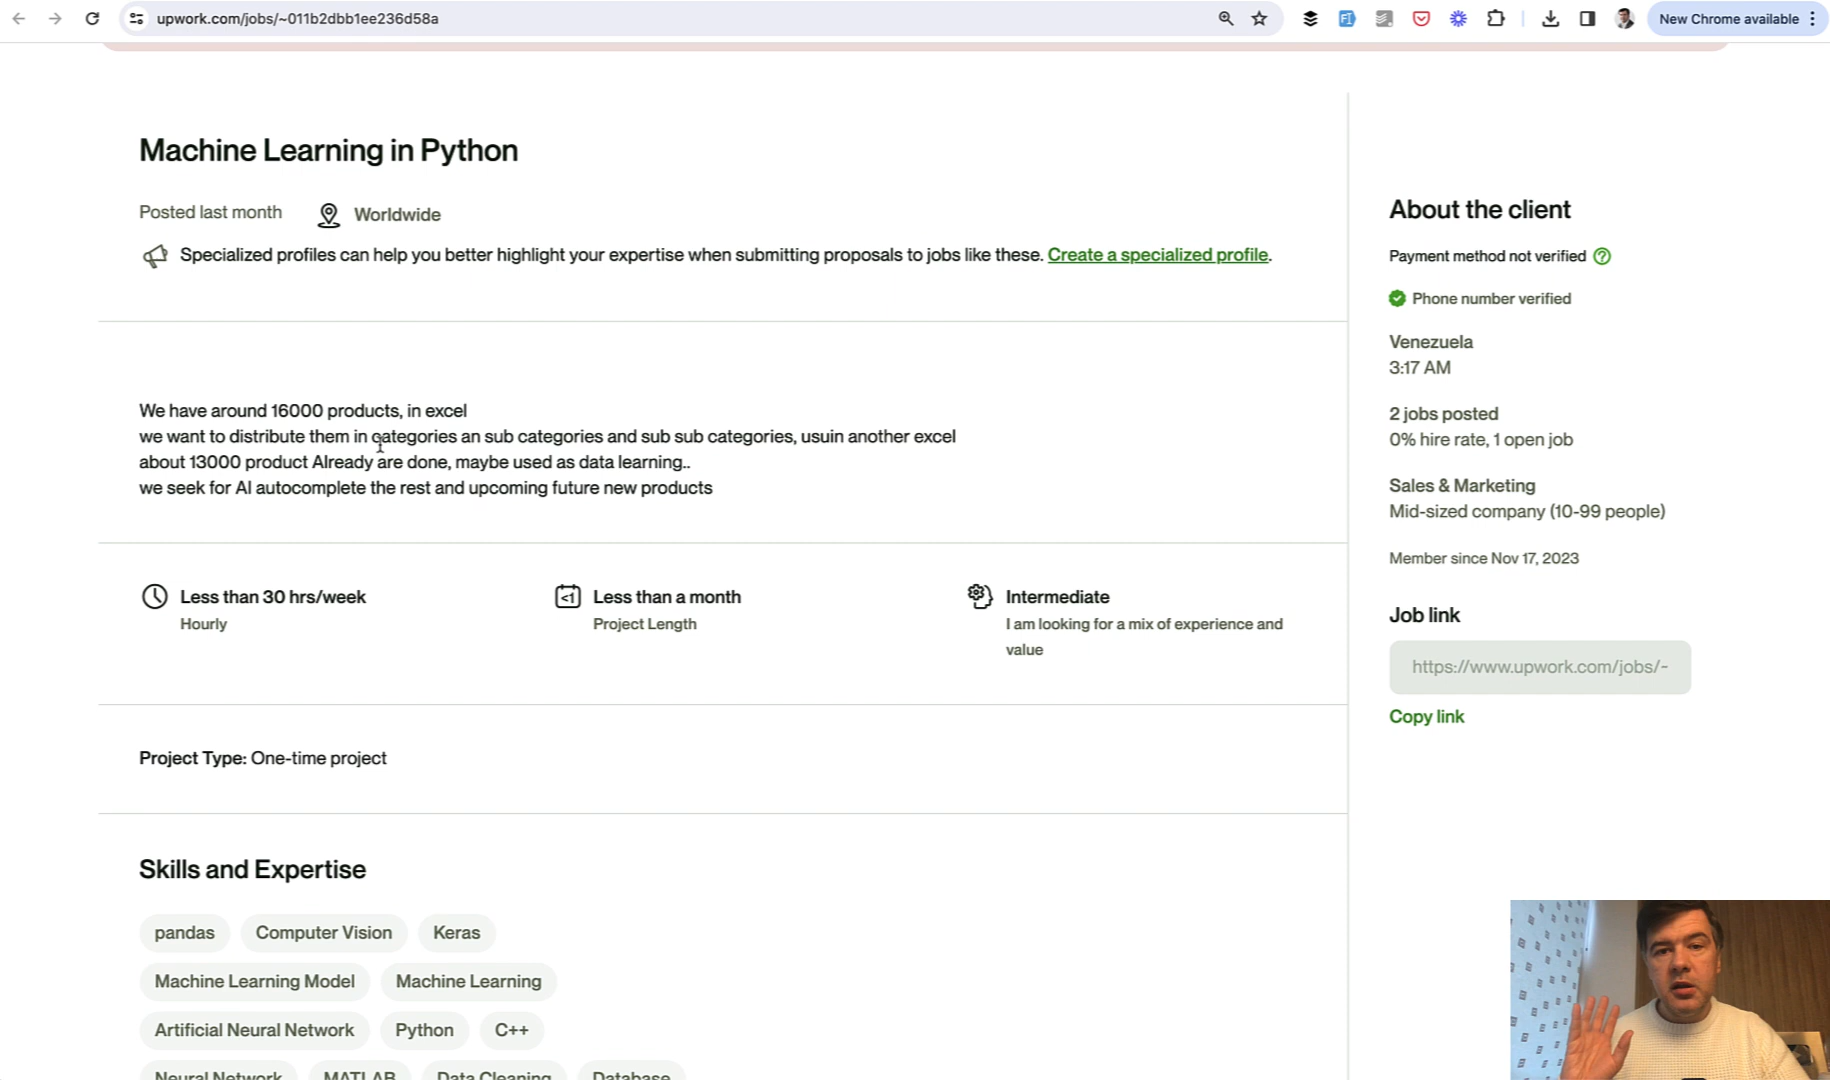 upwork.com/jobs/~011b2dbb1ee236d58a
New Chrome available
Machine Learning in Python
Posted last month
Worldwide
Specialized profiles can help you better highlight your expertise when submitting proposals to jobs like these. Create a specialized profile.
We have around 16000 products, in excel
we want to distribute them in categories an sub categories and sub sub categories, usuin another excel
about 13000 product Already are done, maybe used as data learning..
we seek for AI autocomplete the rest and upcoming future new products
Less than 30 hrs/week
Hourly
Less than a month
Project Length
Intermediate
I am looking for a mix of experience and
value
Project Type: One-time project
Skills and Expertise
pandas
Computer Vision
Keras
Machine Learning Model
Machine Learning
Artificial Neural Network
Python
C++
Neural Network
MATLAB
Data Cleaning
Database
About the client
Payment method not verified
Phone number verified
Venezuela
3:17 AM
2 jobs posted
0% hire rate, 1 open job
Sales & Marketing
Mid-sized company (10-99 people)
Member since Nov 17, 2023
Job link
https://www.upwork.com/jobs/~
Copy link